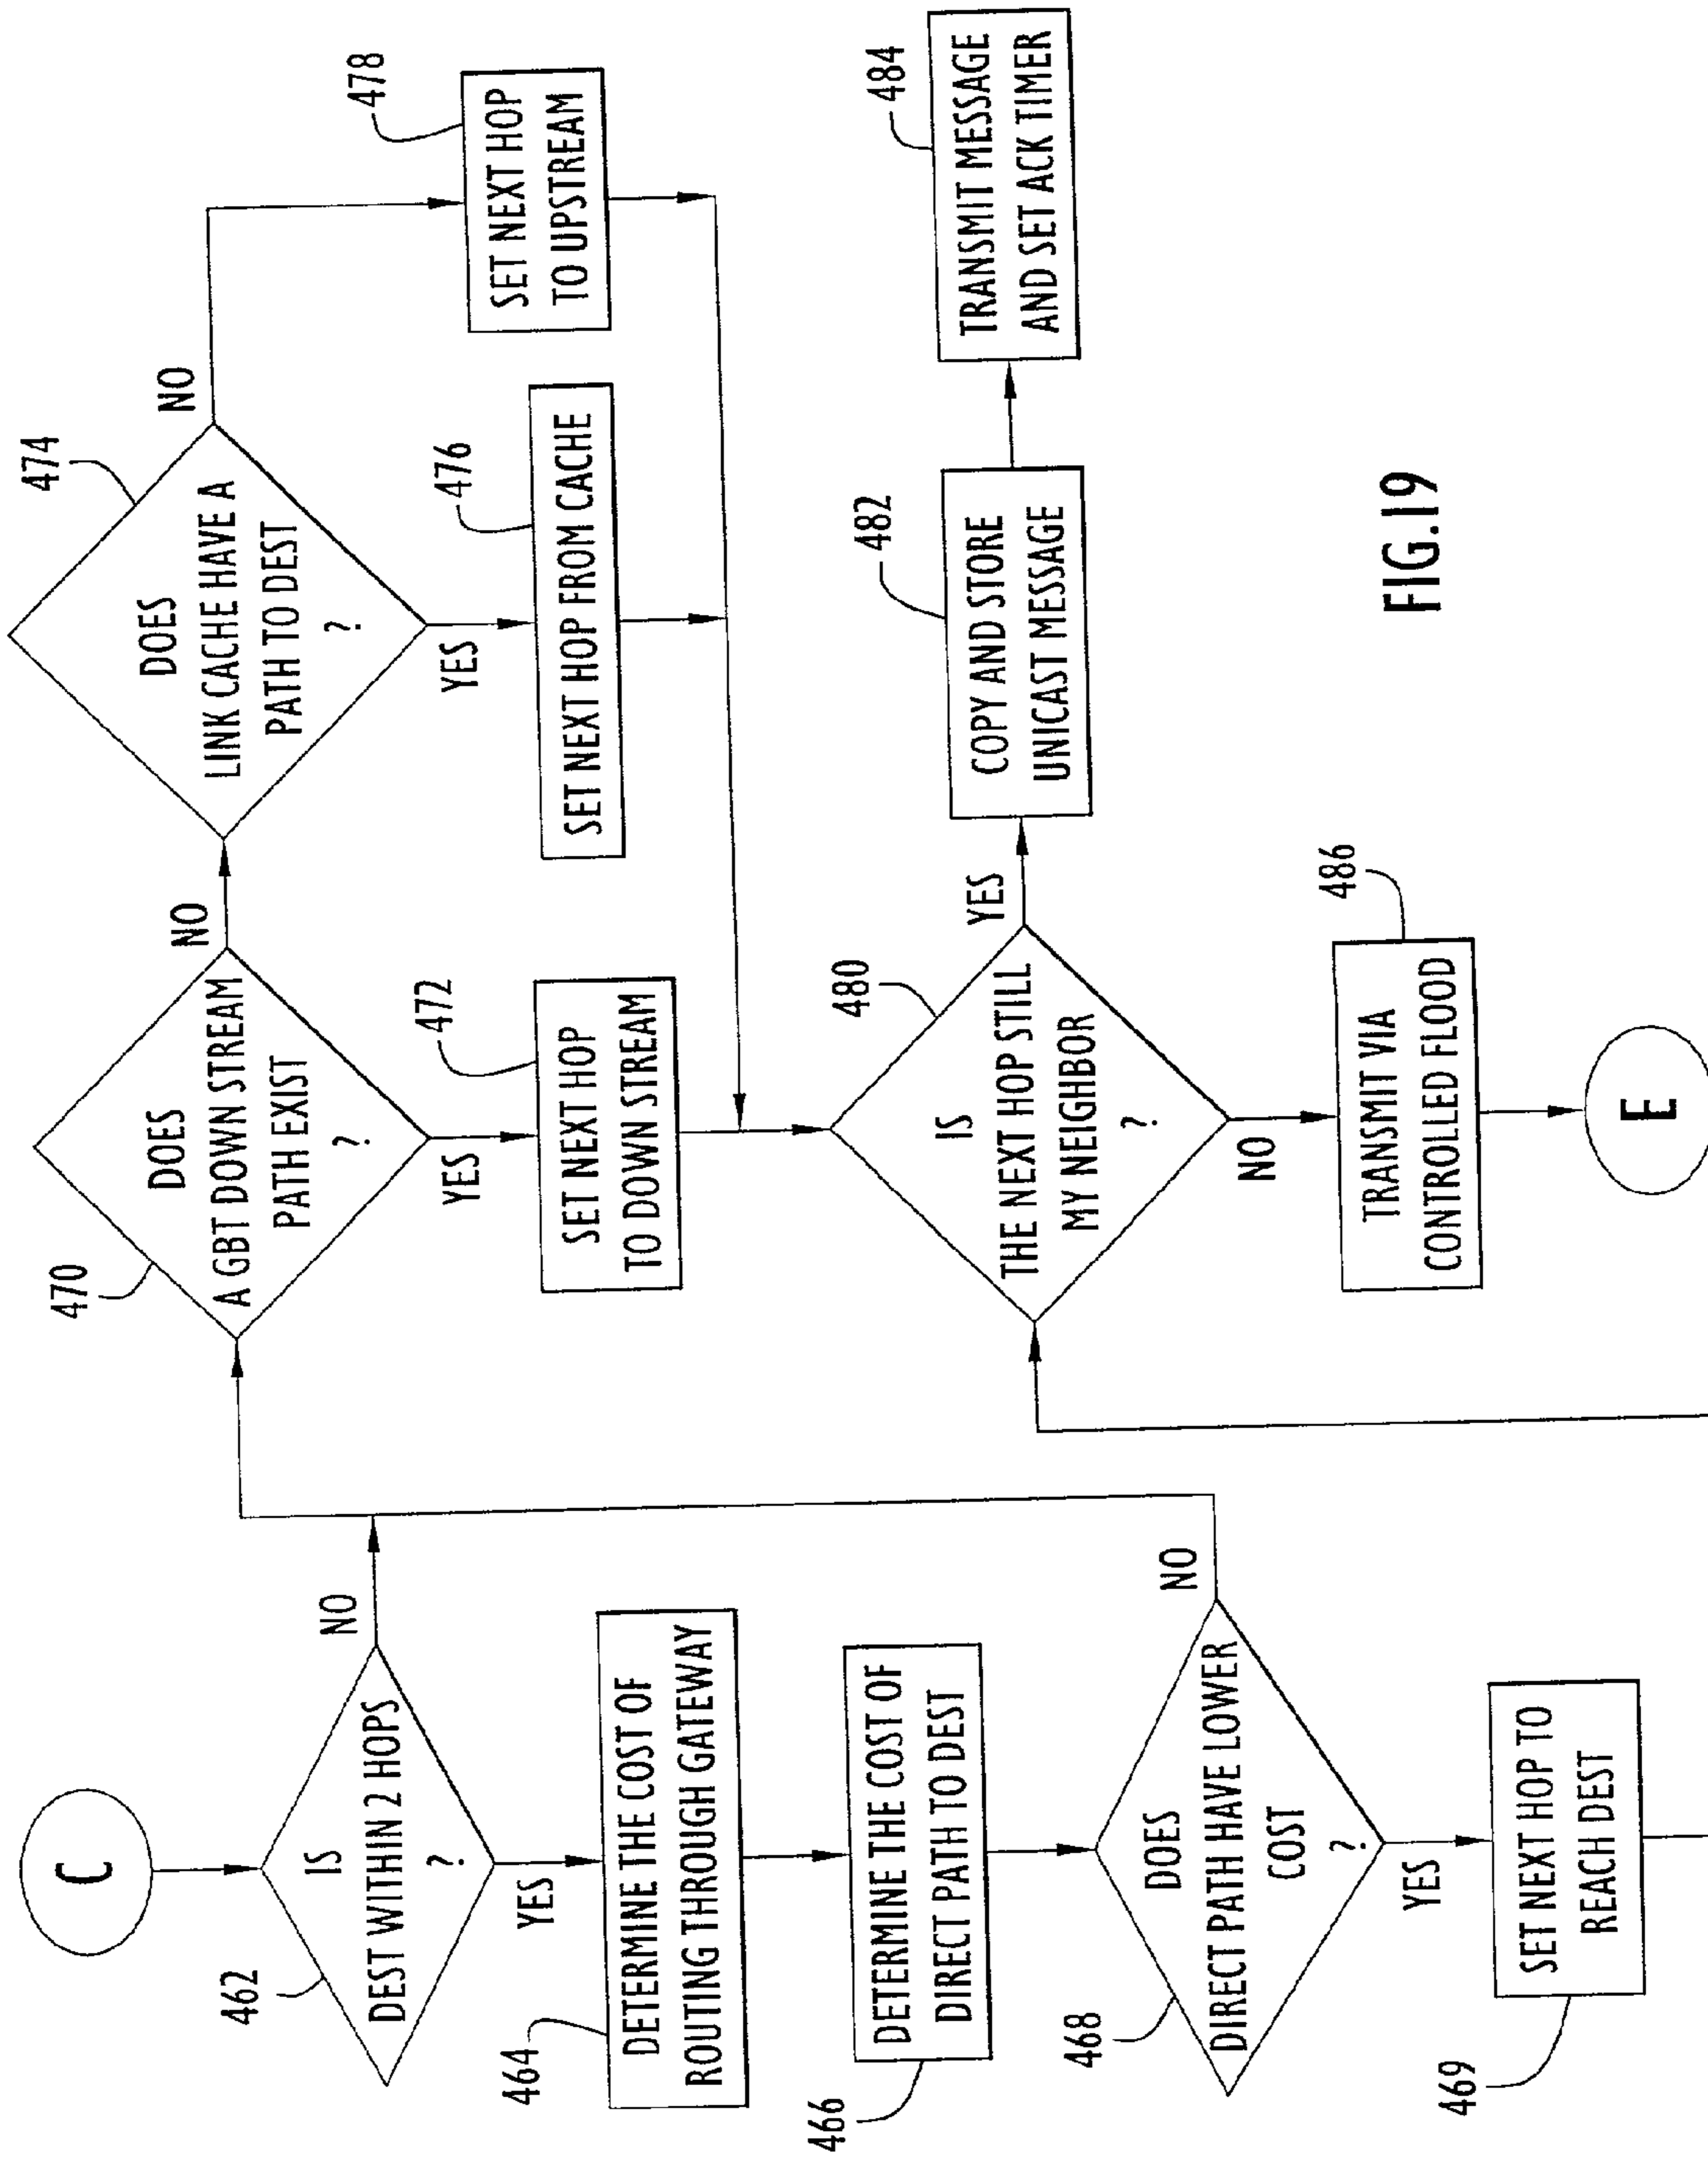 C
462
IS
DEST WITHIN 2 HOPS
?
NO
YES
464
DETERMINE THE COST OF
ROUTING THROUGH GATEWAY
466
DETERMINE THE COST OF
DIRECT PATH TO DEST
468
DOES
DIRECT PATH HAVE LOWER
COST
?
NO
YES
469
SET NEXT HOP TO
REACH DEST
470
DOES
A GBT DOWN STREAM
PATH EXIST
?
NO
YES
472
SET NEXT HOP
TO DOWN STREAM
474
DOES
LINK CACHE HAVE A
PATH TO DEST
?
NO
YES
476
SET NEXT HOP FROM CACHE
478
SET NEXT HOP
TO UPSTREAM
480
IS
THE NEXT HOP STILL
MY NEIGHBOR
?
YES
NO
482
COPY AND STORE
UNICAST MESSAGE
484
TRANSMIT MESSAGE
AND SET ACK TIMER
486
TRANSMIT VIA
CONTROLLED FLOOD
E
FIG.19